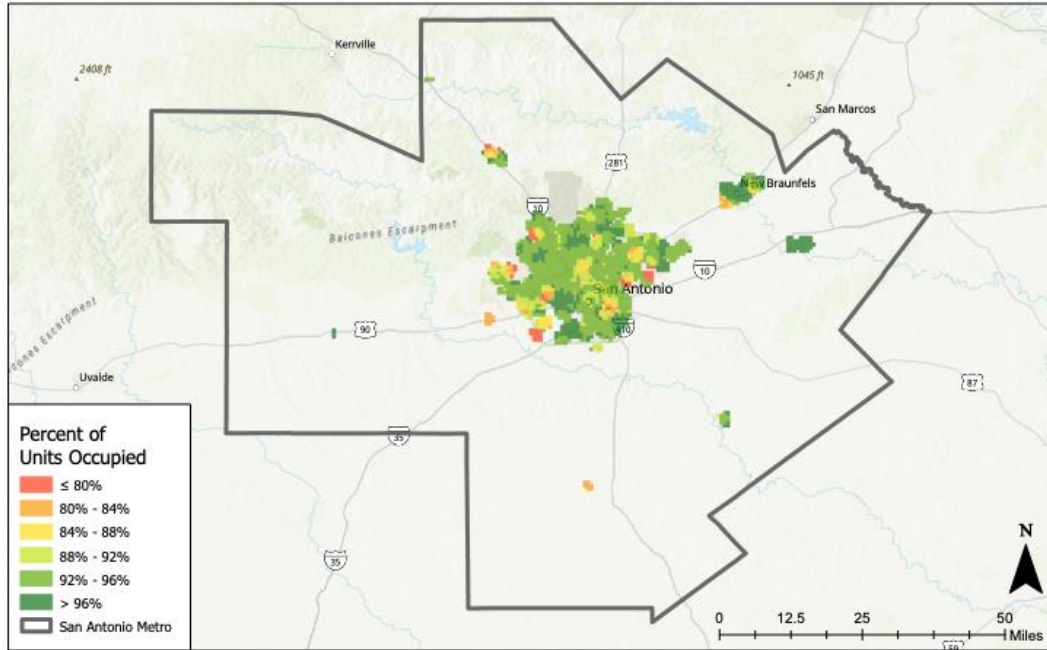 Kerrville
2408 ft
1045 ft
San Marcos
281
New Braunfels
10
Balcones Escarpment
10
San Antonio
410
90
Uvalde
87
35
35
Percent of
Units Occupied
≤ 80%
80% - 84%
84% - 88%
88% - 92%
92% - 96%
> 96%
San Antonio Metro
N
0 12.5 25 50
Miles
59